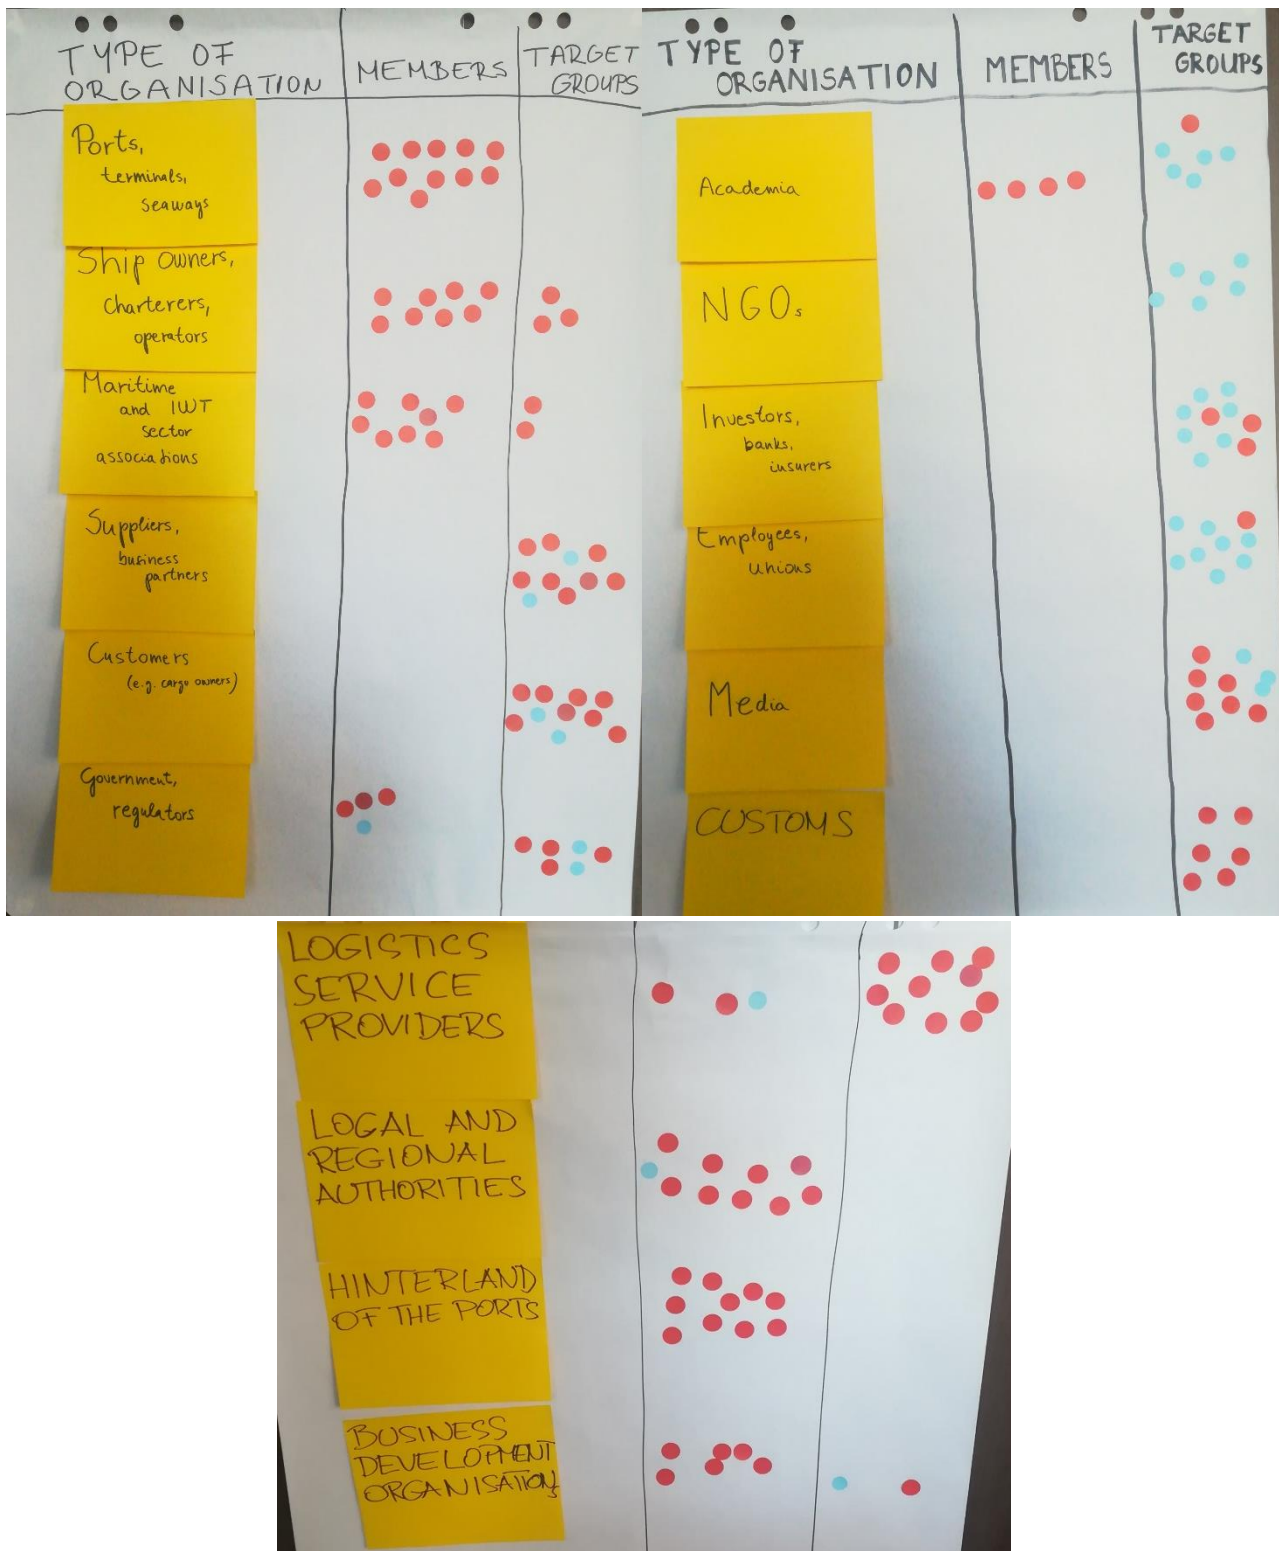 TYPE OF
ORGANISATION
MEMBERS
TARGET
GROUPS
Ports,
terminals,
seaways
Ship owners,
charterers,
operators
Maritime
and IWT
sector
associations
Suppliers,
business
partners
Customers
(e.g. cargo owners)
Government,
regulators
TYPE OF
ORGANISATION
MEMBERS
TARGET
GROUPS
Academia
NGOs
Investors,
banks,
insurers
Employees,
unions
Media
CUSTOMS
LOGISTICS
SERVICE
PROVIDERS
LOCAL AND
REGIONAL
AUTHORITIES
HINTERLAND
OF THE PORTS
BUSINESS
DEVELOPMENT
ORGANISATIONS